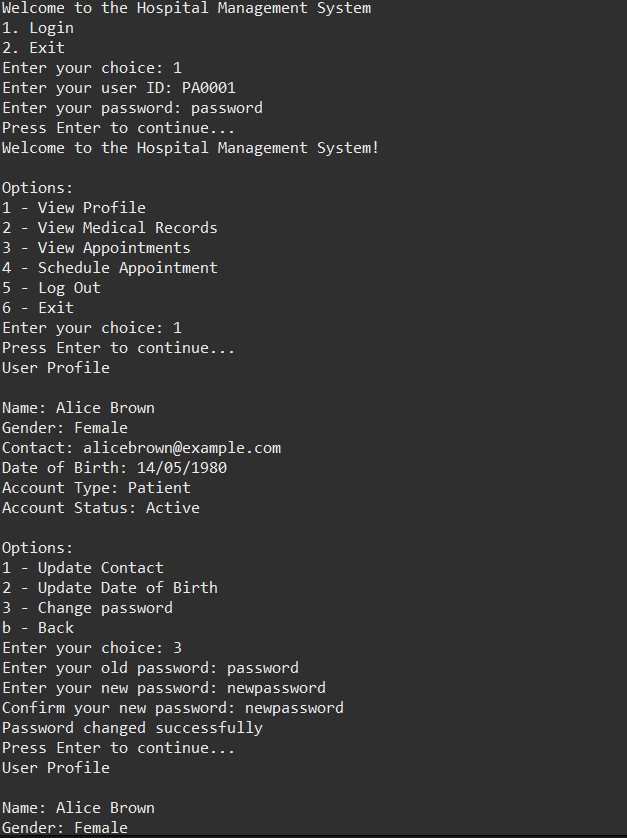 Welcome to the Hospital Management System
1. Login
2. Exit
Enter your choice: 1
Enter your user ID: PA0001
Enter your password: password
Press Enter to continue...
Welcome to the Hospital Management System!

Options:
1 - View Profile
2 - View Medical Records
3 - View Appointments
4 - Schedule Appointment
5 - Log Out
6 - Exit
Enter your choice: 1
Press Enter to continue...
User Profile

Name: Alice Brown
Gender: Female
Contact: alicebrown@example.com
Date of Birth: 14/05/1980
Account Type: Patient
Account Status: Active

Options:
1 - Update Contact
2 - Update Date of Birth
3 - Change password
b - Back
Enter your choice: 3
Enter your old password: password
Enter your new password: newpassword
Confirm your new password: newpassword
Password changed successfully
Press Enter to continue...
User Profile

Name: Alice Brown
Gender: Female